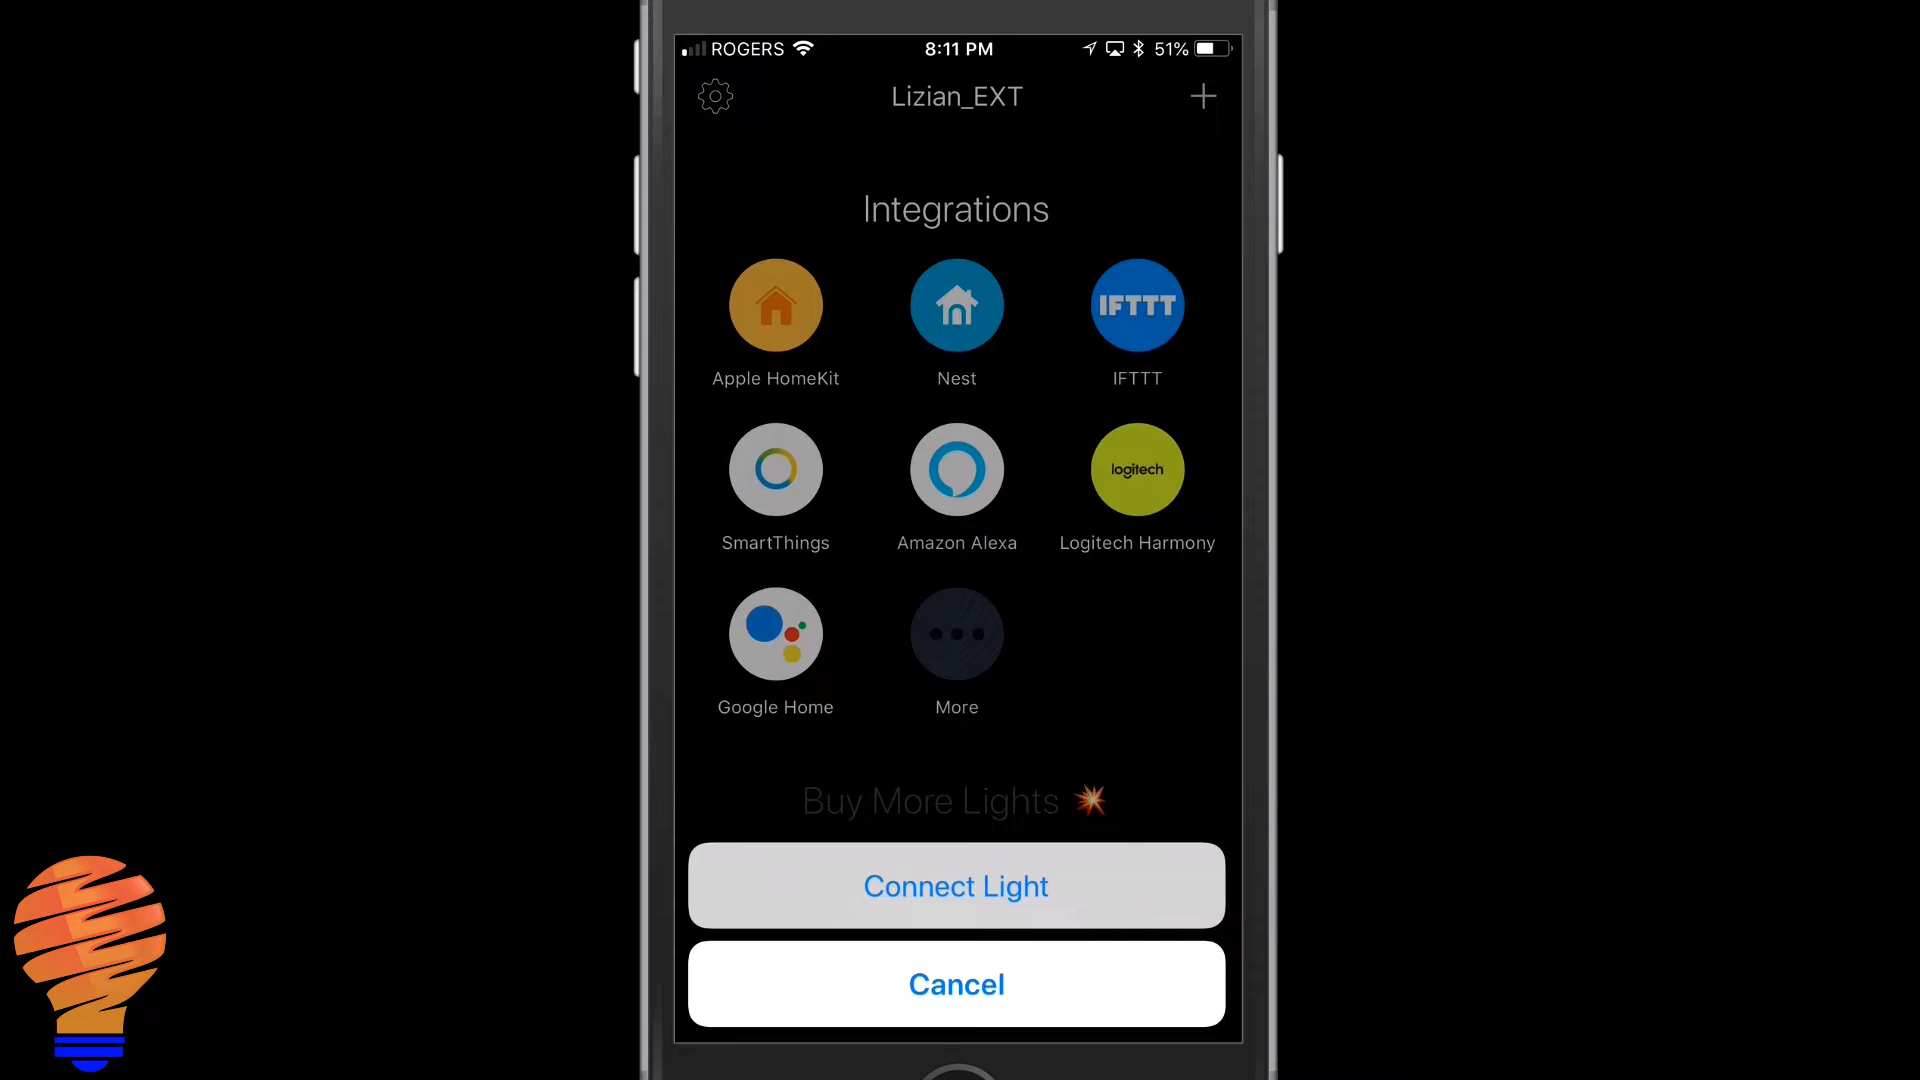 ROGERS 8:11 PM 51%
Lizian_EXT
Integrations
IFTTT
Apple HomeKit Nest IFTTT
logitech
SmartThings Amazon Alexa Logitech Harmony
Google Home More
Buy More Lights
Connect Light
Cancel